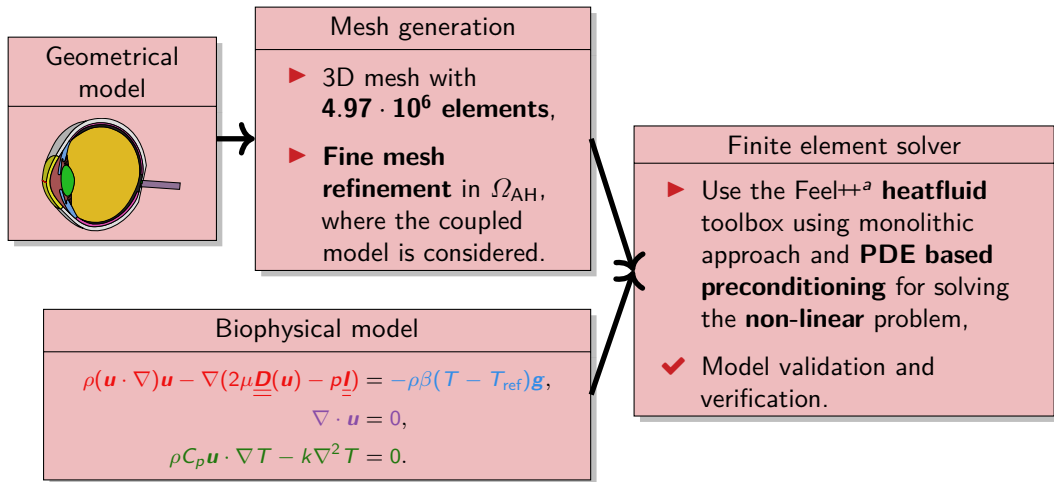 Geometrical
model
Mesh generation
▶ 3D mesh with
4.97 · 10⁶ elements,
▶ Fine mesh
refinement in Ω_AH,
where the coupled
model is considered.
Biophysical model
ρ(u · ∇)u − ∇(2μD(u) − pI) = −ρβ(T − T_ref)g,
∇ · u = 0,
ρC_p u · ∇T − k∇²T = 0.
Finite element solver
▶ Use the Feel++ᵃ heatfluid
toolbox using monolithic
approach and PDE based
preconditioning for solving
the non-linear problem,
✔ Model validation and
verification.